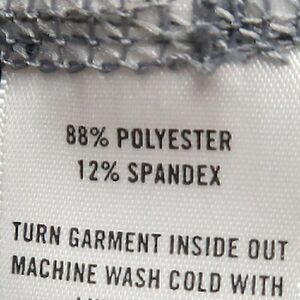 88% POLYESTER
12% SPANDEX
TURN GARMENT INSIDE OUT
MACHINE WASH COLD WITH